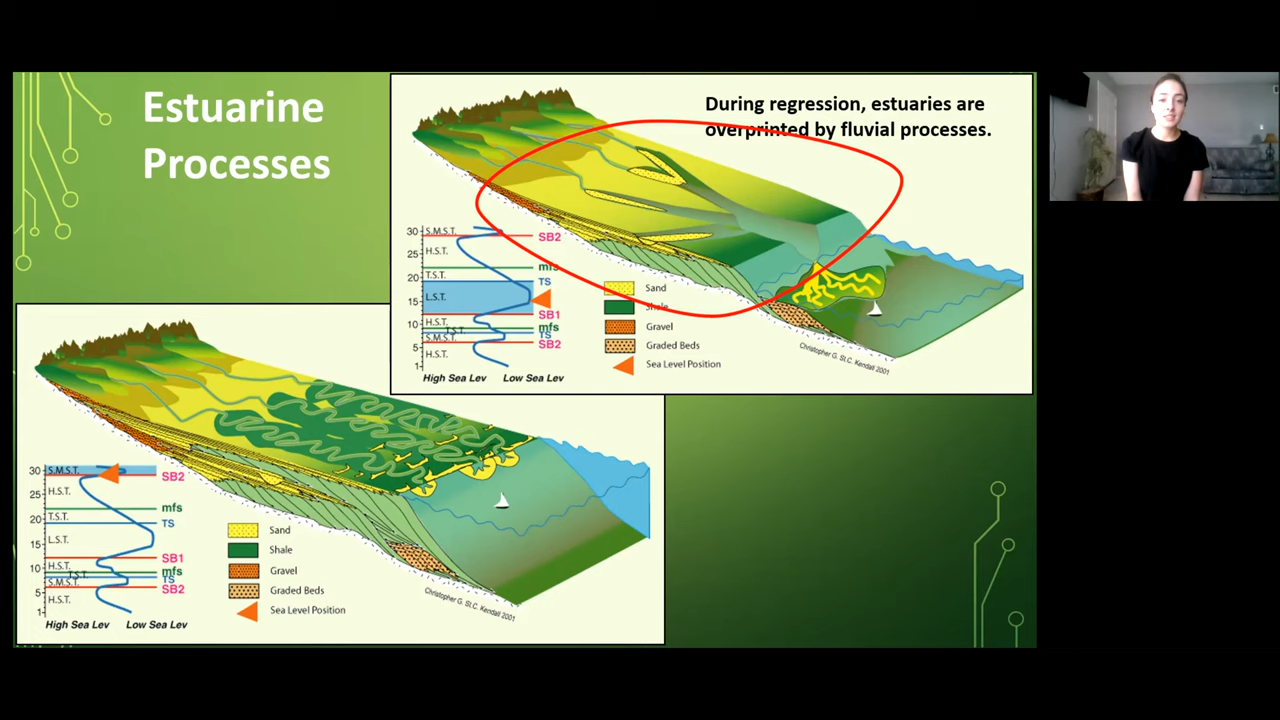 Estuarine
Processes
During regression, estuaries are
overprinted by fluvial processes.
30
S.M.S.T.
SB2
H.S.T.
25
mfs
T.S.T.
20
TS
L.S.T.
15
SB1
10
H.S.T.
mfs
T.S.T.
TS
S.M.S.T.
SB2
5
H.S.T.
1
High Sea Lev Low Sea Lev
Sand
Shale
Gravel
Graded Beds
Sea Level Position
Christopher G. St.C. Kendall 2001
30
S.M.S.T.
SB2
H.S.T.
25
mfs
T.S.T.
20
TS
L.S.T.
15
SB1
10
H.S.T.
mfs
T.S.T.
TS
S.M.S.T.
SB2
5
H.S.T.
1
High Sea Lev Low Sea Lev
Sand
Shale
Gravel
Graded Beds
Sea Level Position
Christopher G. St.C. Kendall 2001